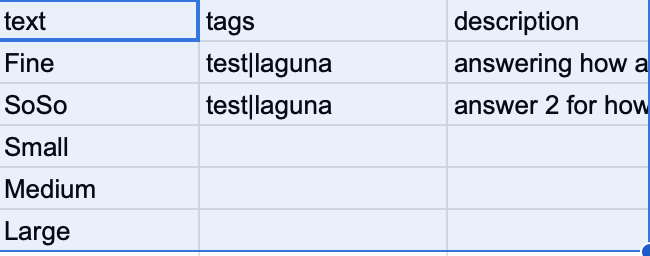 text tags description
Fine test|laguna answering how a
SoSo test|laguna answer 2 for how
Small
Medium
Large